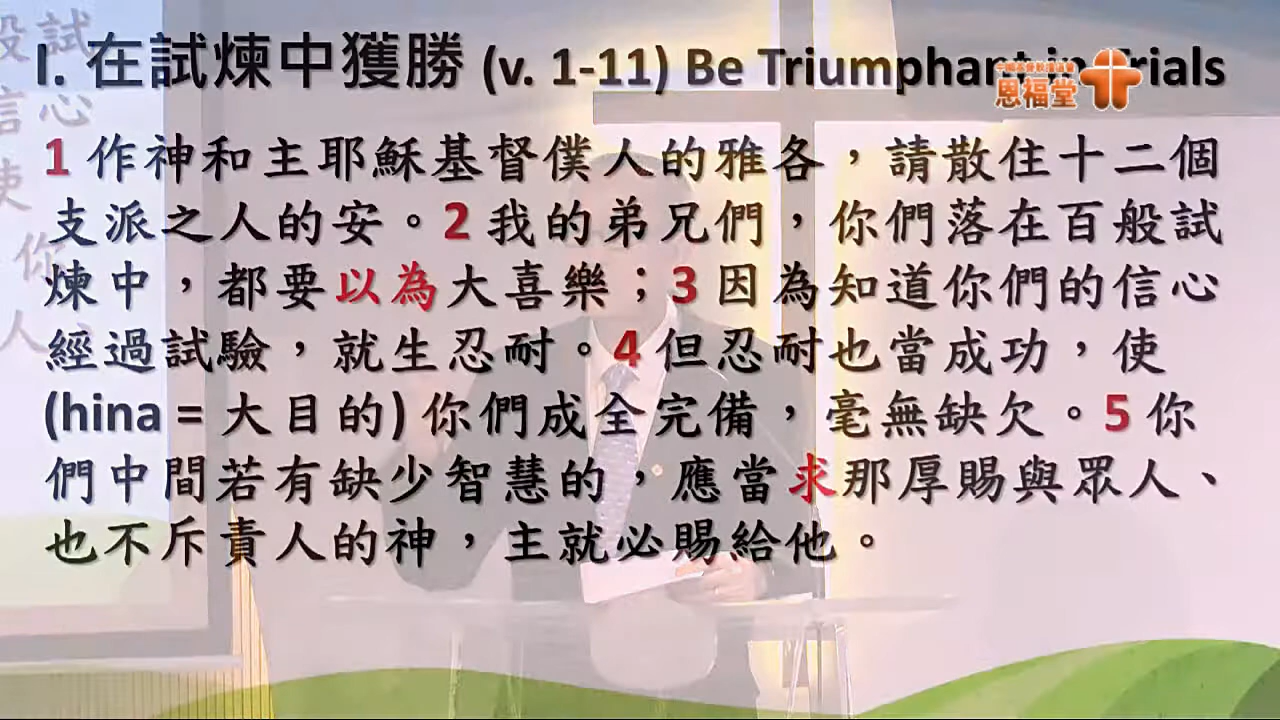 I. 在試煉中獲勝 (v. 1-11) Be Triumphant in Trials
恩福堂
1 作神和主耶穌基督僕人的雅各，請散住十二個
支派之人的安。2 我的弟兄們，你們落在百般試
煉中，都要以為大喜樂；3 因為知道你們的信心
經過試驗，就生忍耐。4 但忍耐也當成功，使
(hina = 大目的) 你們成全完備，毫無缺欠。5 你
們中間若有缺少智慧的，應當求那厚賜與眾人、
也不斥責人的神，主就必賜給他。
般試
信心
使
你
人